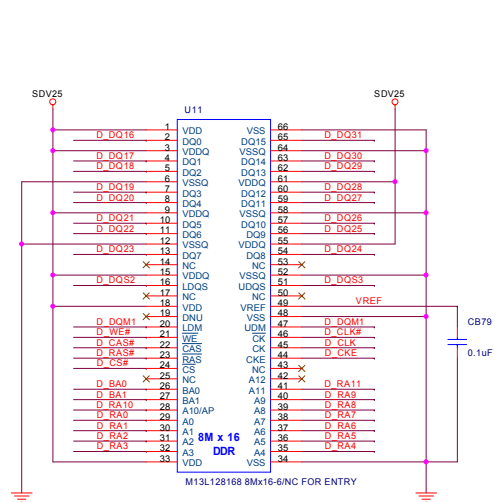 SDV25 SDV25
U11
1 VDD VSS 66
D_DQ16 2 DQ0 DQ15 65 D_DQ31
3 VDDQ VSSQ 64
D_DQ17 4 DQ1 DQ14 63 D_DQ30
D_DQ18 5 DQ2 DQ13 62 D_DQ29
6 VSSQ VDDQ 61
D_DQ19 7 DQ3 DQ12 60 D_DQ28
D_DQ20 8 DQ4 DQ11 59 D_DQ27
9 VDDQ VSSQ 58
D_DQ21 10 DQ5 DQ10 57 D_DQ26
D_DQ22 11 DQ6 DQ9 56 D_DQ25
12 VSSQ VDDQ 55
D_DQ23 13 DQ7 DQ8 54 D_DQ24
14 NC NC 53
15 VDDQ VSSQ 52
D_DQS2 16 LDQS UDQS 51 D_DQS3
17 NC NC 50
18 VDD VREF 49 VREF
19 DNU VSS 48
D_DQM1 20 LDM UDM 47 D_DQM1
D_WE# 21 WE CK 46 D_CLK#
D_CAS# 22 CAS CK 45 D_CLK
D_RAS# 23 RAS CKE 44 D_CKE
D_CS# 24 CS NC 43
25 NC A12 42
D_BA0 26 BA0 A11 41 D_RA11
D_BA1 27 BA1 A9 40 D_RA9
D_RA10 28 A10/AP A8 39 D_RA8
D_RA0 29 A0 A7 38 D_RA7
D_RA1 30 A1 A6 37 D_RA6
D_RA2 31 A2 A5 36 D_RA5
D_RA3 32 A3 A4 35 D_RA4
33 VDD VSS 34
CB79
0.1uF
8M x 16
DDR
M13L128168 8Mx16-6/NC FOR ENTRY